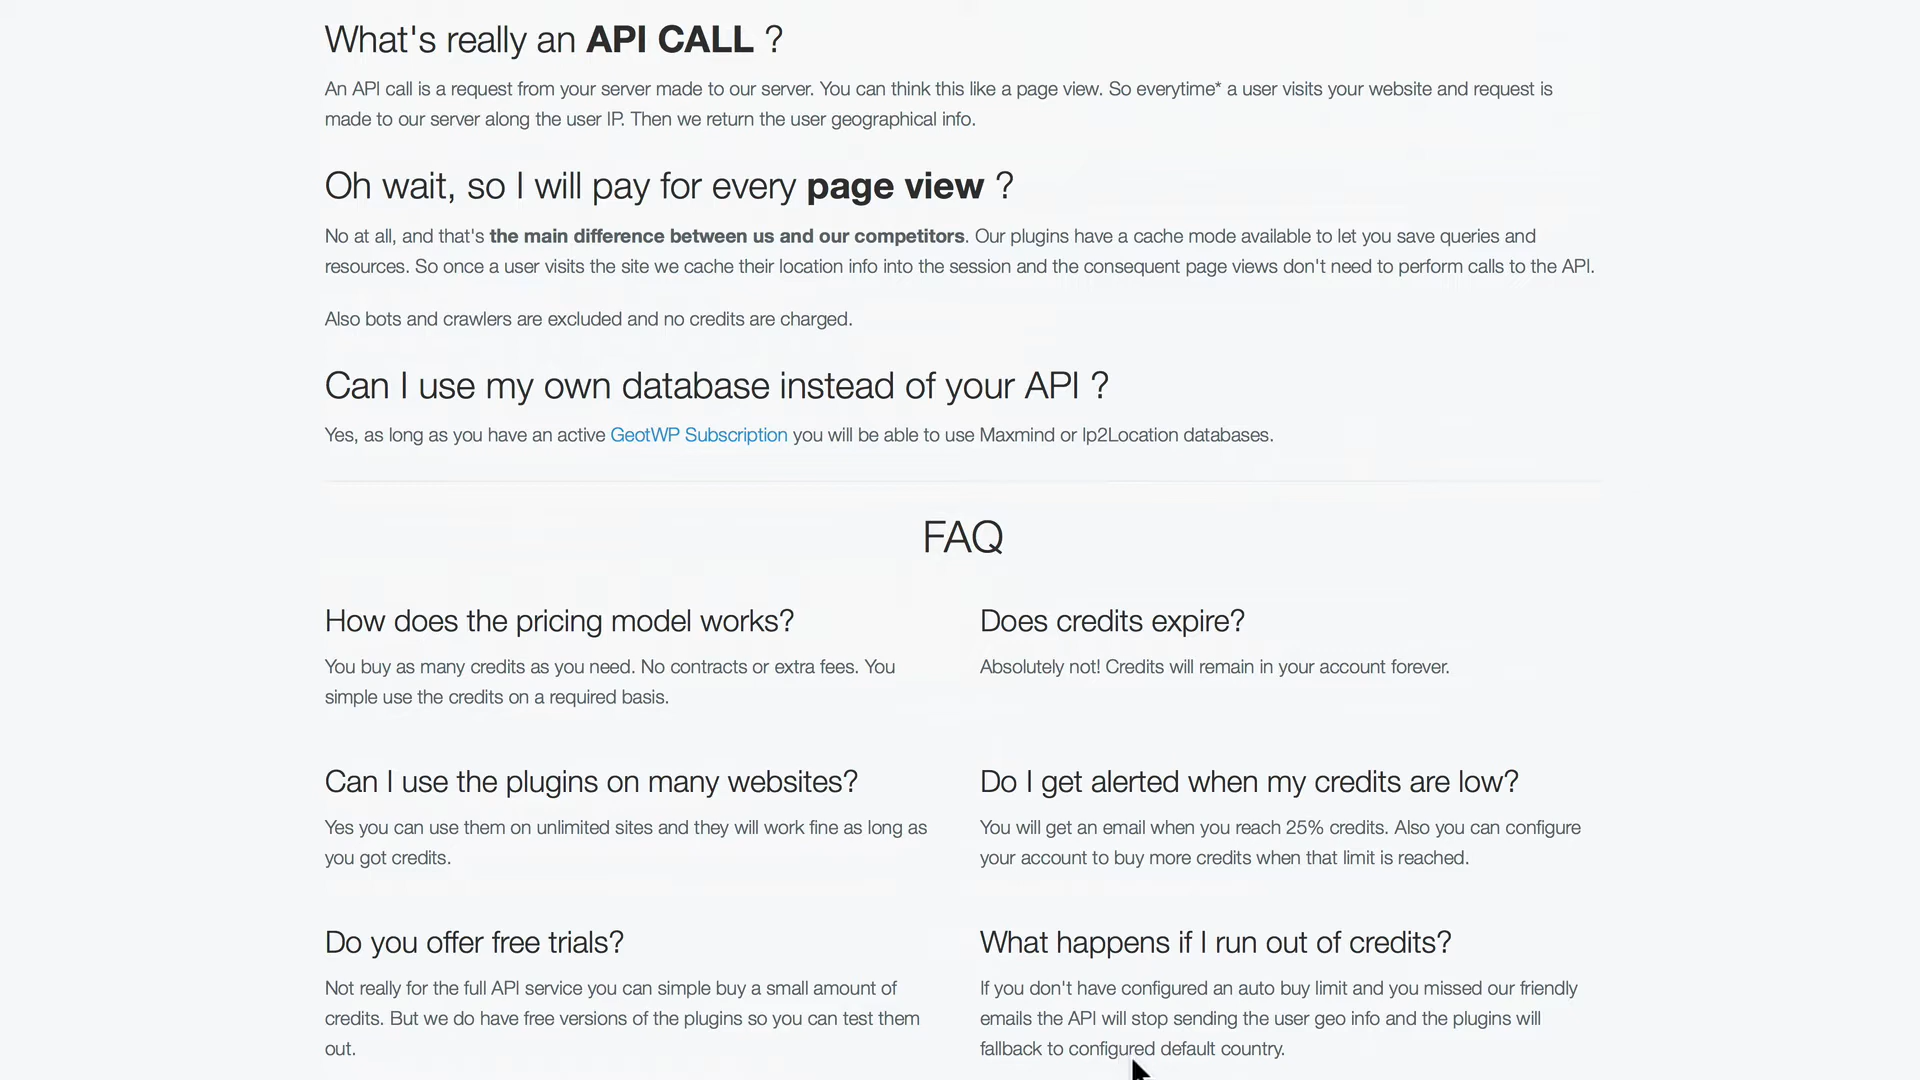 What's really an API CALL ?
An API call is a request from your server made to our server. You can think this like a page view. So everytime* a user visits your website and request is
made to our server along the user IP. Then we return the user geographical info.
Oh wait, so I will pay for every page view ?
No at all, and that's the main difference between us and our competitors. Our plugins have a cache mode available to let you save queries and
resources. So once a user visits the site we cache their location info into the session and the consequent page views don't need to perform calls to the API.
Also bots and crawlers are excluded and no credits are charged.
Can I use my own database instead of your API ?
Yes, as long as you have an active GeotWP Subscription you will be able to use Maxmind or Ip2Location databases.
FAQ
How does the pricing model works?
You buy as many credits as you need. No contracts or extra fees. You
simple use the credits on a required basis.
Does credits expire?
Absolutely not! Credits will remain in your account forever.
Can I use the plugins on many websites?
Yes you can use them on unlimited sites and they will work fine as long as
you got credits.
Do I get alerted when my credits are low?
You will get an email when you reach 25% credits. Also you can configure
your account to buy more credits when that limit is reached.
Do you offer free trials?
Not really for the full API service you can simple buy a small amount of
credits. But we do have free versions of the plugins so you can test them
out.
What happens if I run out of credits?
If you don't have configured an auto buy limit and you missed our friendly
emails the API will stop sending the user geo info and the plugins will
fallback to configured default country.